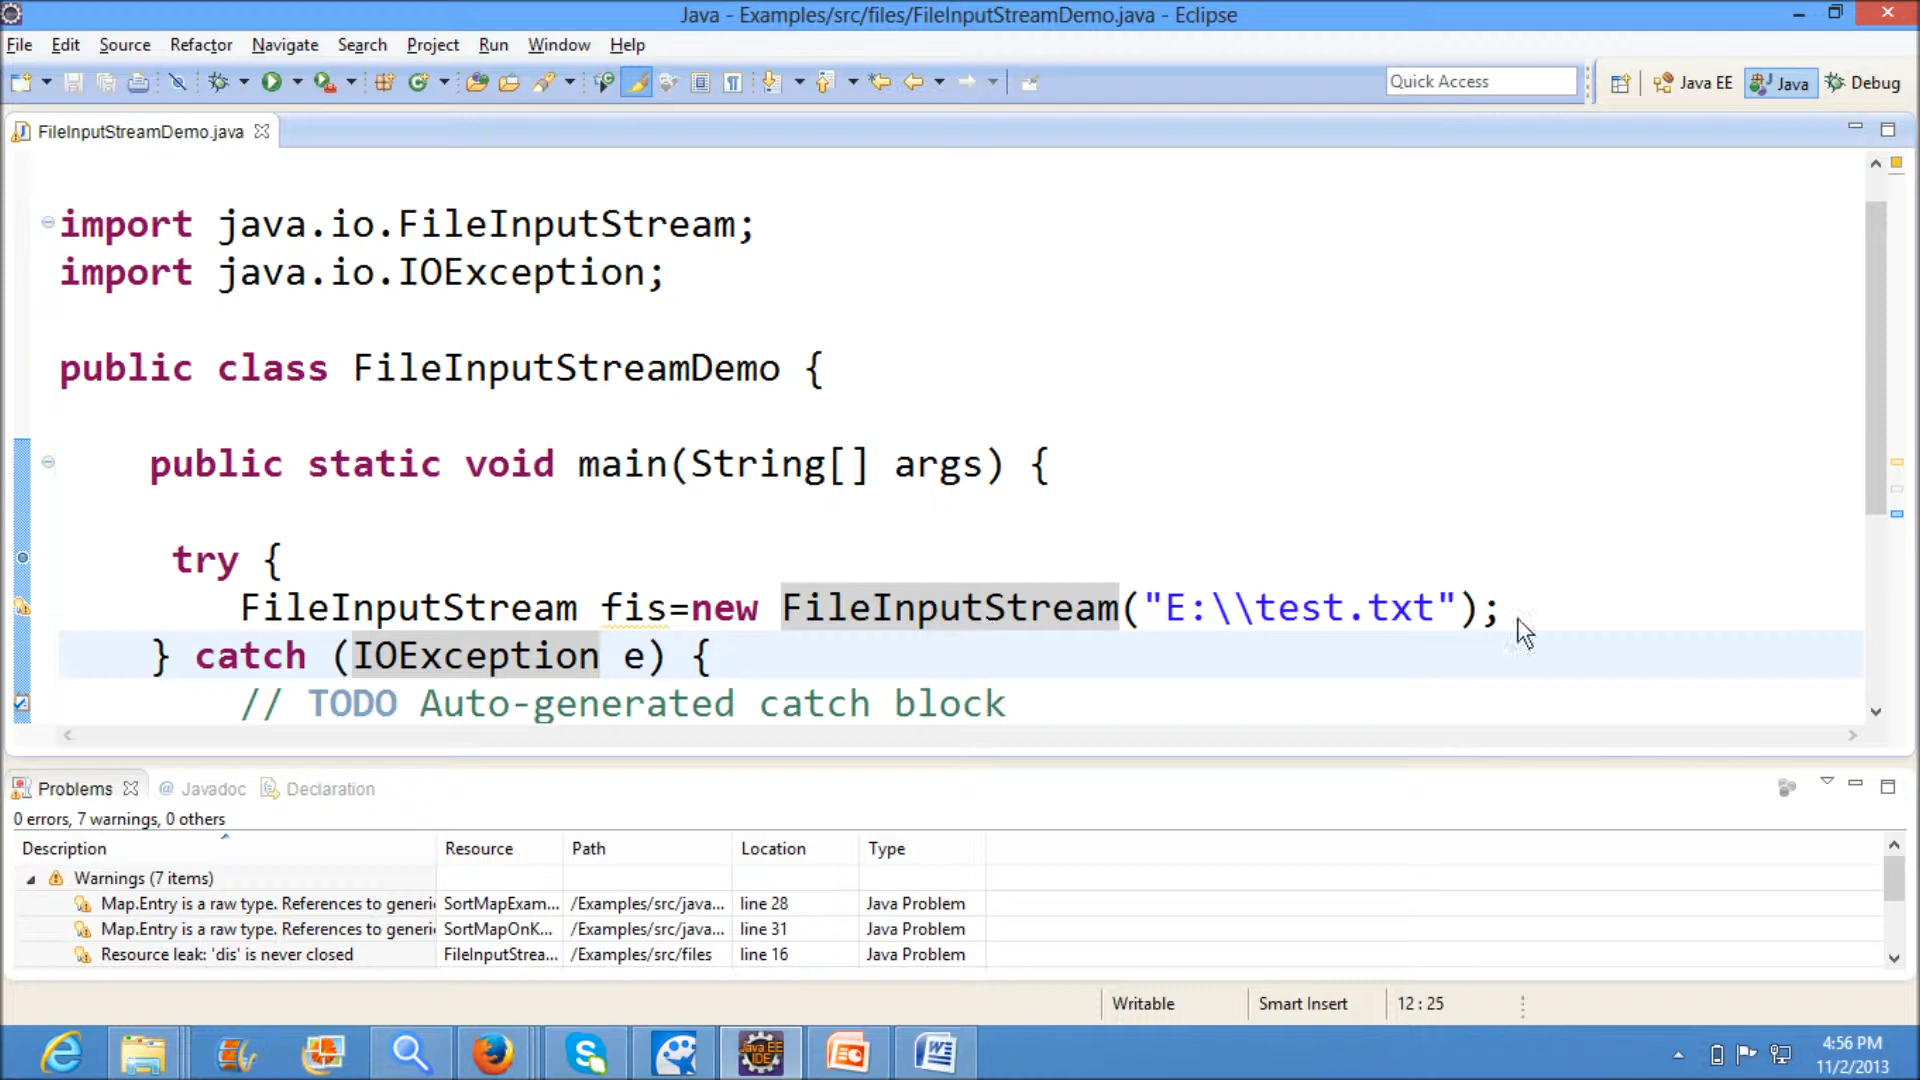 Java - Examples/src/files/FileInputStreamDemo.java - Eclipse
File Edit Source Refactor Navigate Search Project Run Window Help
Quick Access Java EE Java Debug
FileInputStreamDemo.java
import java.io.FileInputStream;
import java.io.IOException;
public class FileInputStreamDemo {
public static void main(String[] args) {
try {
FileInputStream fis=new FileInputStream("E:\\test.txt");
} catch (IOException e) {
// TODO Auto-generated catch block
Problems @ Javadoc Declaration
0 errors, 7 warnings, 0 others
Description Resource Path Location Type
Warnings (7 items)
Map.Entry is a raw type. References to generic SortMapExam... /Examples/src/java... line 28 Java Problem
Map.Entry is a raw type. References to generic SortMapOnK... /Examples/src/java... line 31 Java Problem
Resource leak: 'dis' is never closed FileInputStrea... /Examples/src/files line 16 Java Problem
Writable Smart Insert 12 : 25
Java EE
IDE
4:56 PM
11/2/2013